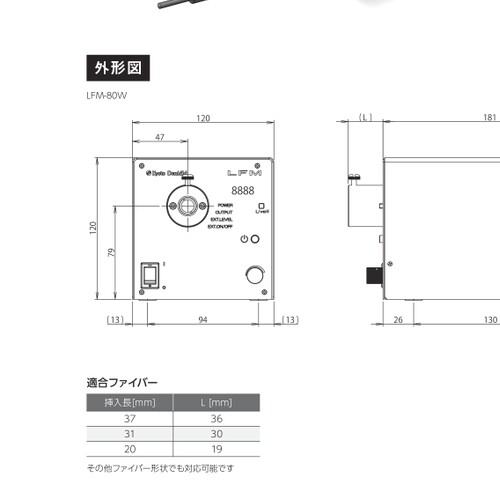 外形図
LFM-80W
120
47
Kyoto Denkiki
LFM
8888
POWER
OUTPUT
EXT.LEVEL
EXT.ON/OFF
L/vell
120
79
(13)
94
(13)
(L)
181
26
130
適合ファイバー
挿入長[mm] L [mm]
37 36
31 30
20 19
その他ファイバー形状でも対応可能です